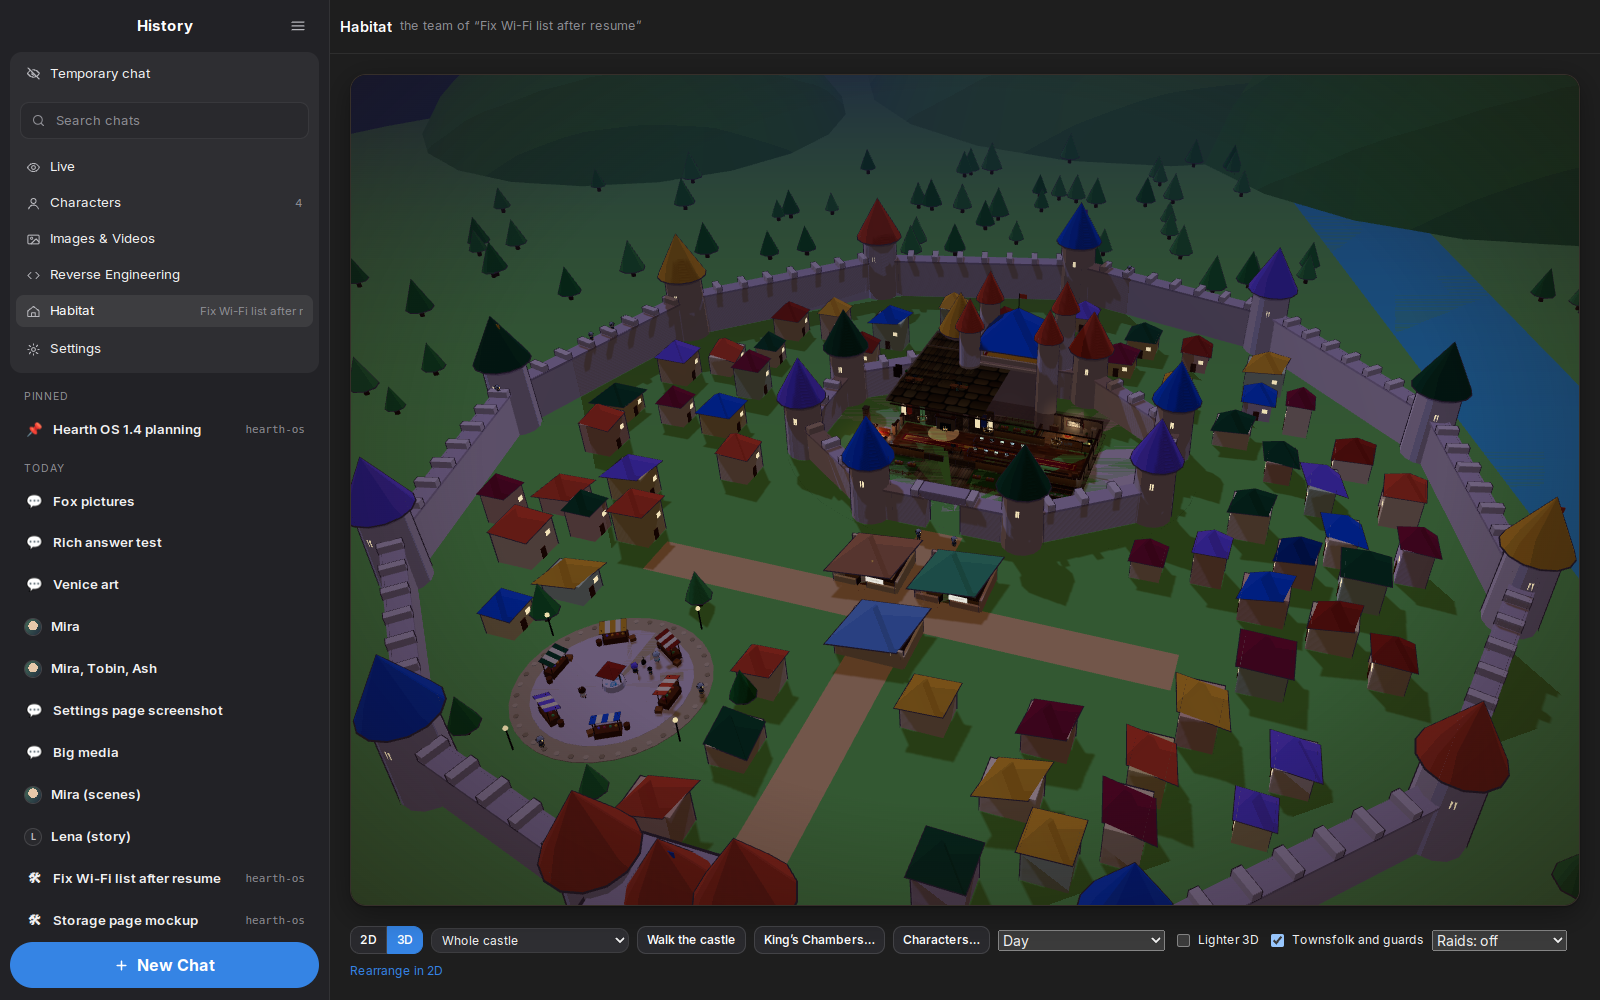 History
Temporary chat
Search chats
Live
Characters 4
Images & Videos
Reverse Engineering
Habitat Fix Wi-Fi list after r
Settings
PINNED
Hearth OS 1.4 planning hearth-os
TODAY
Fox pictures
Rich answer test
Venice art
Mira
Mira, Tobin, Ash
Settings page screenshot
Big media
Mira (scenes)
L Lena (story)
Fix Wi-Fi list after resume hearth-os
Storage page mockup hearth-os
+ New Chat
Habitat the team of “Fix Wi-Fi list after resume”
2D 3D Whole castle Walk the castle King’s Chambers... Characters... Day Lighter 3D Townsfolk and guards Raids: off
Rearrange in 2D